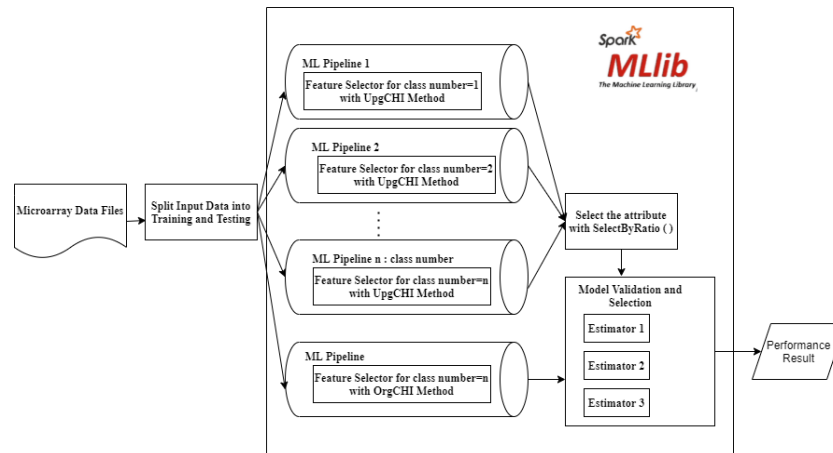 Spark
MLlib
The Machine Learning Library
ML Pipeline 1
Feature Selector for class number=1
with UpgCHI Method
ML Pipeline 2
Feature Selector for class number=2
with UpgCHI Method
Microarray Data Files
Split Input Data into
Training and Testing
Select the attribute
with SelectByRatio ( )
ML Pipeline n : class number
Feature Selector for class number=n
with UpgCHI Method
Model Validation and
Selection
Estimator 1
Estimator 2
Estimator 3
Performance
Result
ML Pipeline
Feature Selector for class number=n
with OrgCHI Method